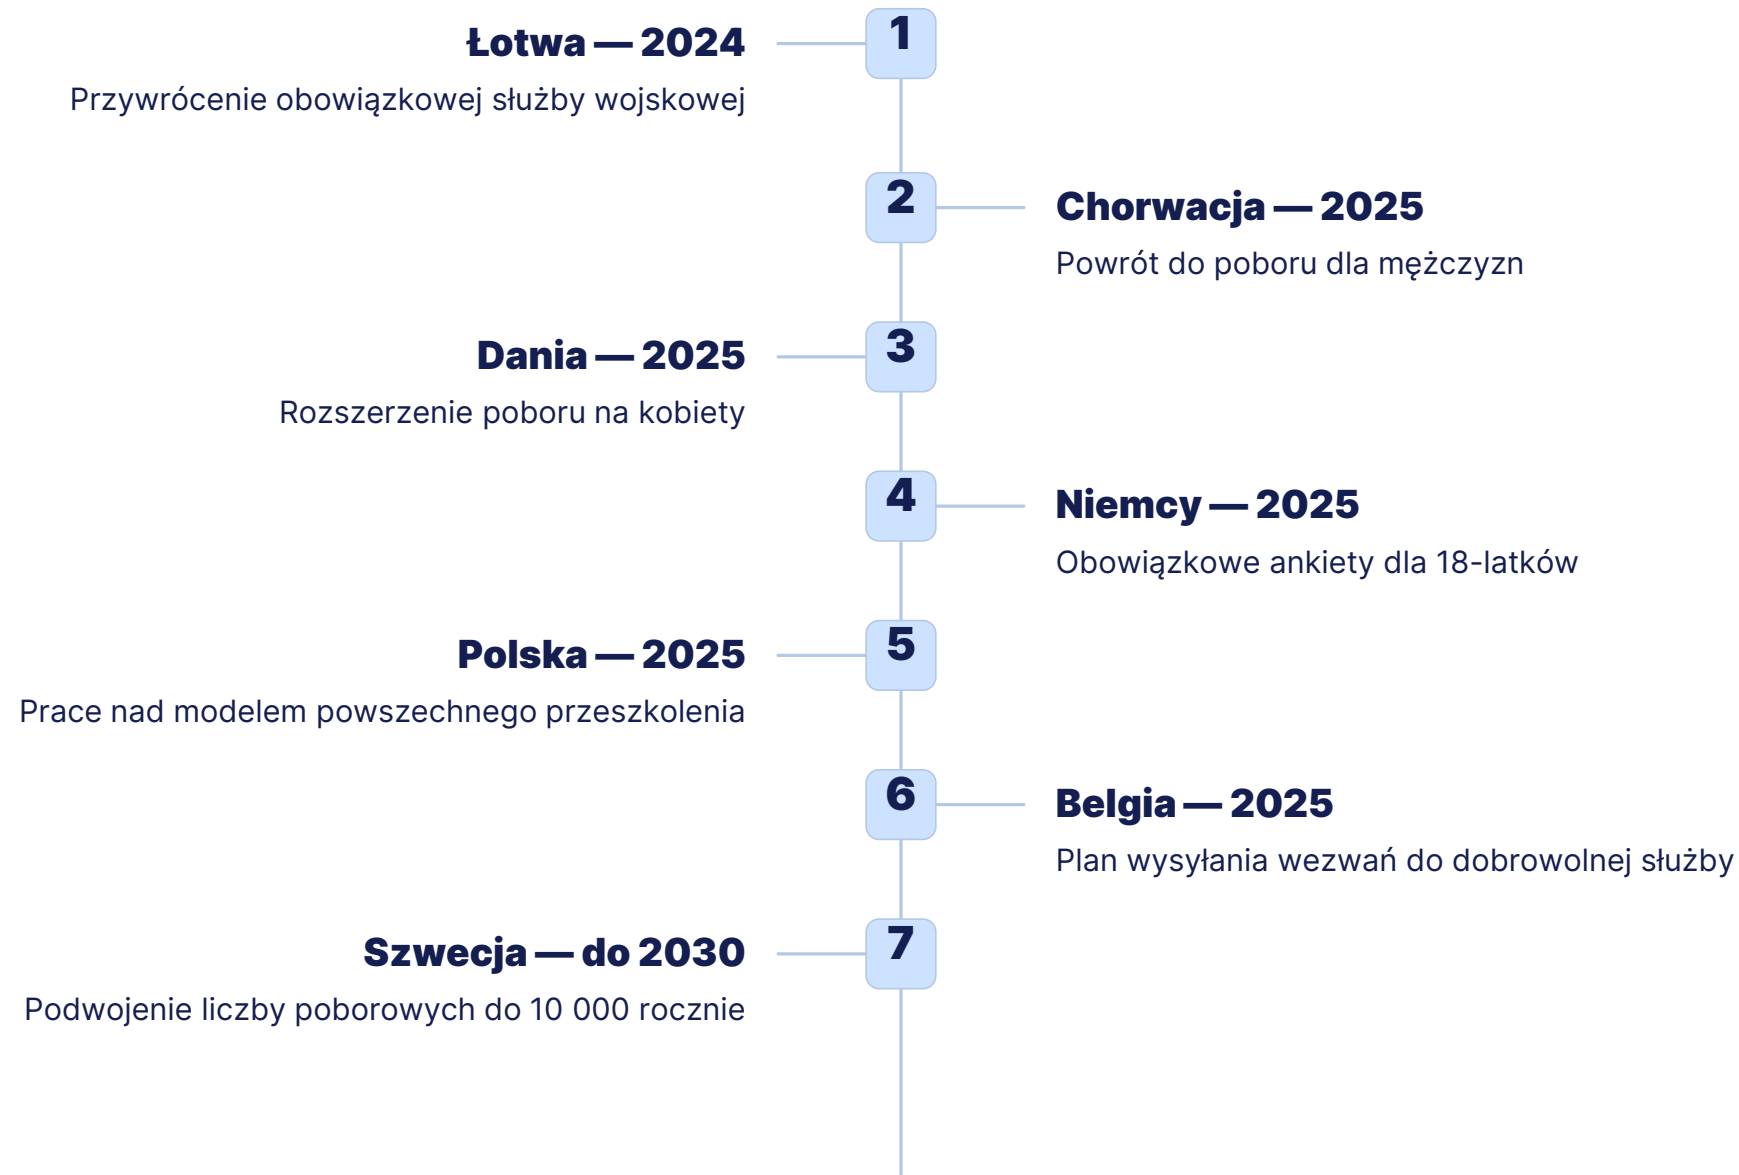 1
Łotwa — 2024
Przywrócenie obowiązkowej służby wojskowej
2
Chorwacja — 2025
Powrót do poboru dla mężczyzn
3
Dania — 2025
Rozszerzenie poboru na kobiety
4
Niemcy — 2025
Obowiązkowe ankiety dla 18-latków
5
Polska — 2025
Prace nad modelem powszechnego przeszkolenia
6
Belgia — 2025
Plan wysyłania wezwań do dobrowolnej służby
7
Szwecja — do 2030
Podwojenie liczby poborowych do 10 000 rocznie